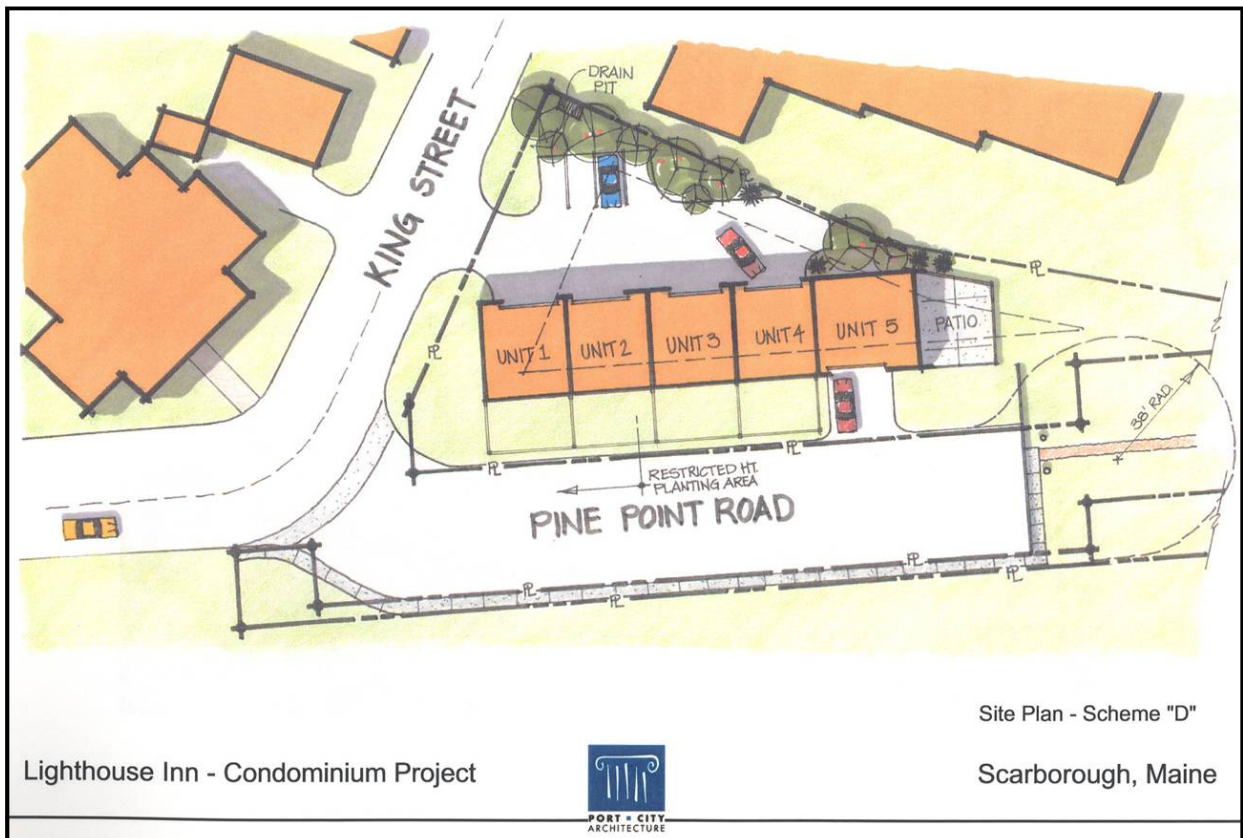 DRAIN
PIT
KING STREET
PL
PL
PL
UNIT 1
UNIT 2
UNIT 3
UNIT 4
UNIT 5
PATIO
38' RAD.
PL
PL
RESTRICTED HT.
PLANTING AREA
PINE POINT ROAD
PL
PL
PL
PL
Site Plan - Scheme "D"
Lighthouse Inn - Condominium Project
Scarborough, Maine
PORT CITY
ARCHITECTURE